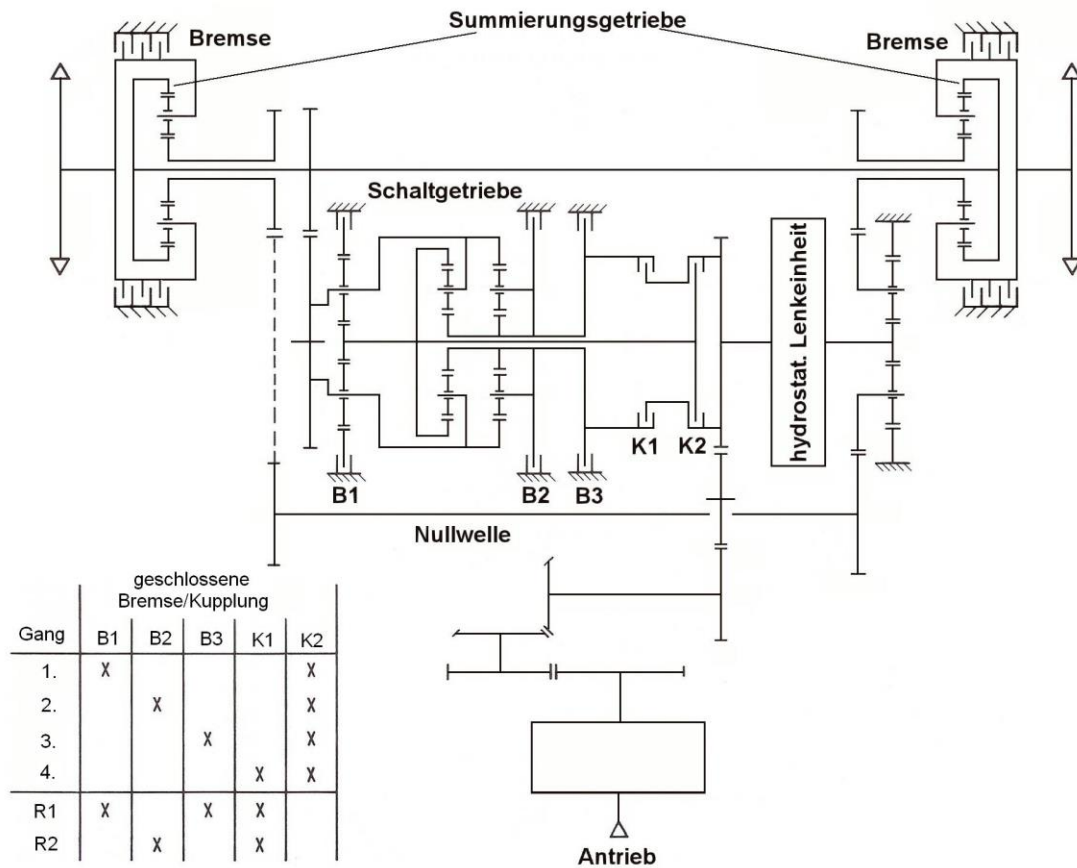 Summierungsgetriebe
Bremse
Bremse
Schaltgetriebe
hydrostat. Lenkeinheit
K1 K2
B1 B2 B3
Nullwelle
geschlossene
Bremse/Kupplung
Gang B1 B2 B3 K1 K2
1. X X
2. X X
3. X X
4. X X
R1 X X X
R2 X X
Antrieb